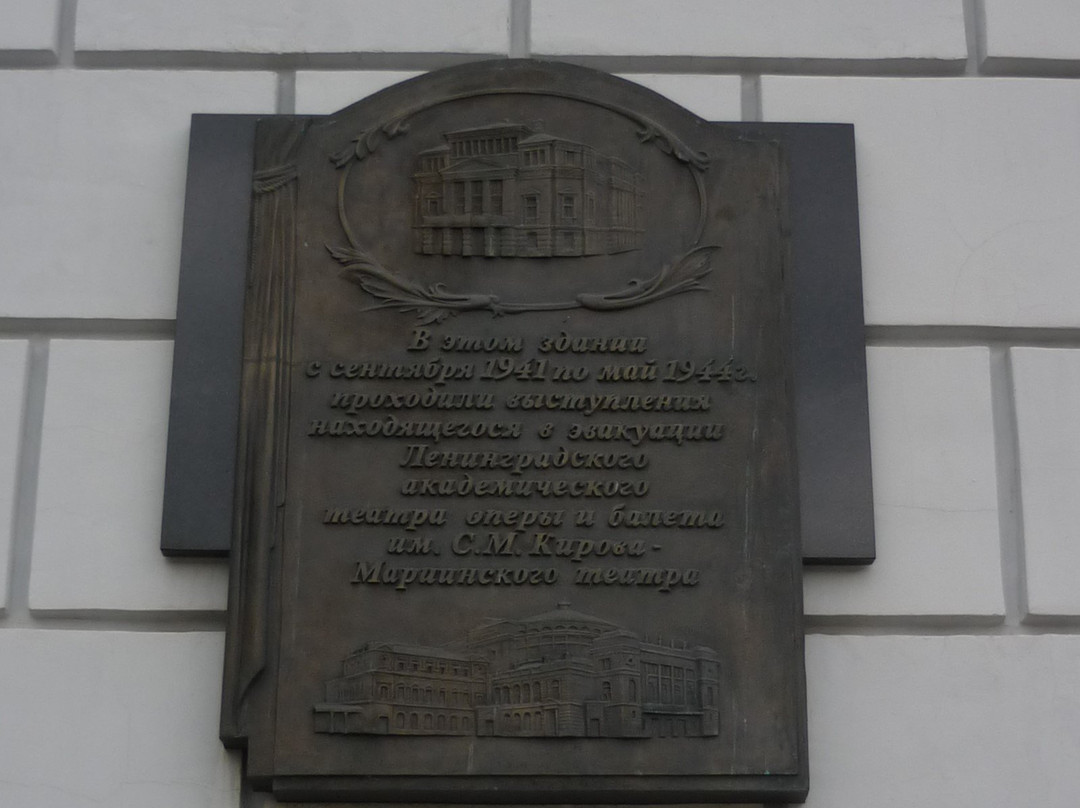 В этом здании
с сентября 1941 по май 1944 г.
проходили выступления
находящегося в эвакуации
Ленинградского
академического
театра оперы и балета
им. С.М. Кирова-
Мариинского театра